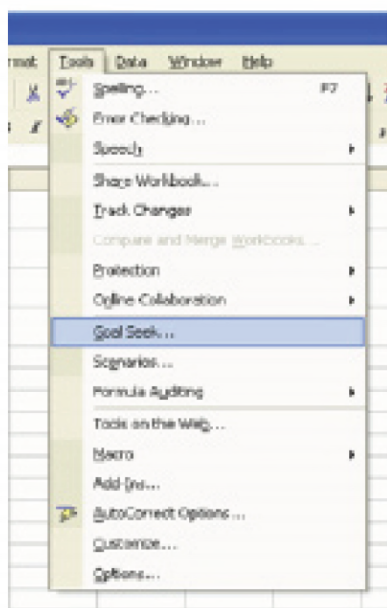 Tools Data Window Help
Spelling... F7
Error Checking...
Speech
Share Workbook...
Track Changes
Compare and Merge Workbooks...
Protection
Online Collaboration
Goal Seek...
Scenarios...
Formula Auditing
Tools on the Web...
Macro
Add-Ins...
AutoCorrect Options...
Customize...
Options...